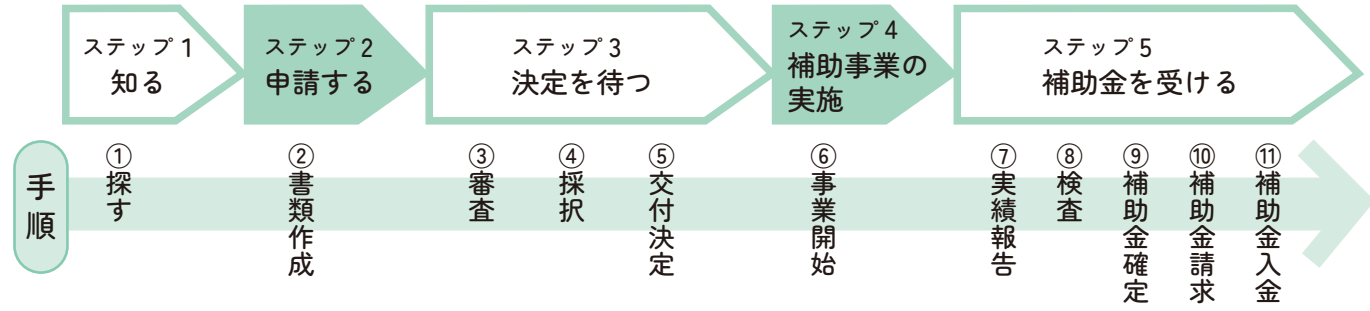 ステップ 1
知る
ステップ 2
申請する
ステップ 3
決定を待つ
ステップ 4
補助事業の
実施
ステップ 5
補助金を受ける
手順
①探す
②書類作成
③審査
④採択
⑤交付決定
⑥事業開始
⑦実績報告
⑧検査
⑨補助金確定
⑩補助金請求
⑪補助金入金